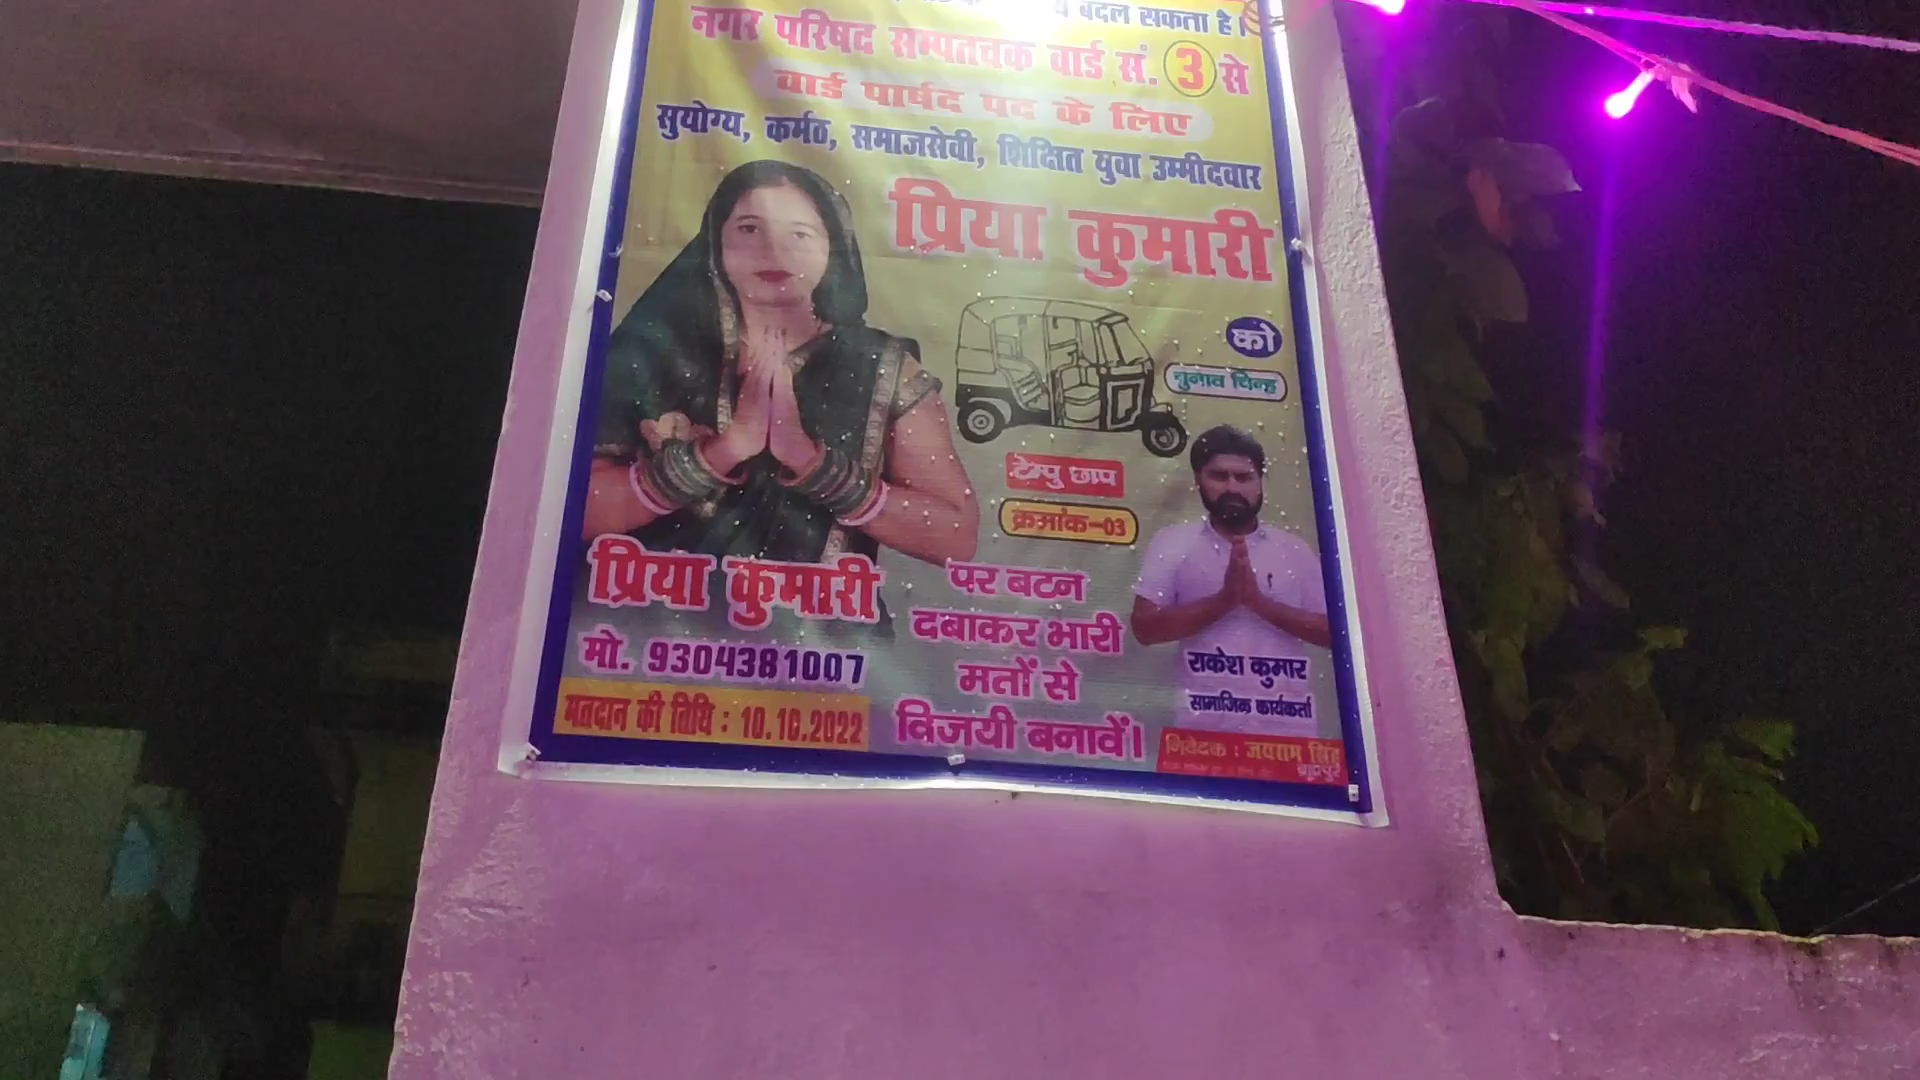 बदल सकता है।
नगर परिषद सम्पतचक वार्ड सं. 3 से
वार्ड पार्षद पद के लिए
सुयोग्य, कर्मठ, समाजसेवी, शिक्षित युवा उम्मीदवार
प्रिया कुमारी
को
चुनाव चिन्ह
टेम्पु छाप
क्रमांक-03
पर बटन
दबाकर भारी
मतों से
विजयी बनावें।
प्रिया कुमारी
मो. 9304381007
मतदान की तिथि : 10.10.2022
राकेश कुमार
सामाजिक कार्यकर्ता
निवेदक : जयराम सिंह